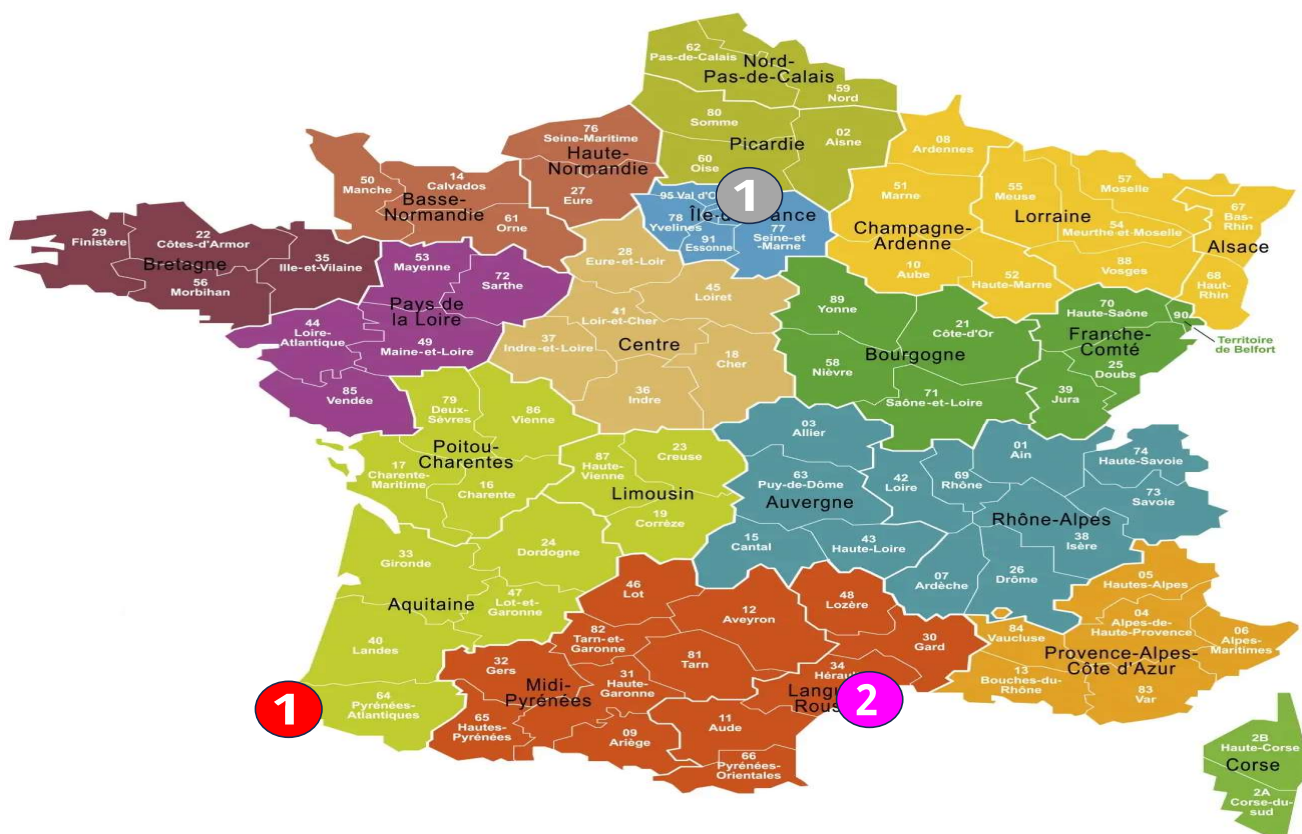 62
Pas-de-Calais
Nord-
Pas-de-Calais
59
Nord
80
Somme
02
Aisne
Picardie
60
Oise
76
Seine-Maritime
Haute-
Normandie
27
Eure
50
Manche
14
Calvados
Basse-
Normandie
61
Orne
08
Ardennes
51
Marne
Champagne-
Ardenne
10
Aube
52
Haute-Marne
55
Meuse
57
Moselle
Lorraine
54
Meurthe-et-Moselle
88
Vosges
67
Bas-
Rhin
Alsace
68
Haut-
Rhin
1
95 Val d'O
78
Yvelines
91
Essonne
77
Seine-et
-Marne
29
Finistère
22
Côtes-d'Armor
Bretagne
35
Ille-et-Vilaine
56
Morbihan
53
Mayenne
72
Sarthe
Pays de
la Loire
44
Loire-
Atlantique
49
Maine-et-Loire
85
Vendée
28
Eure-et-Loir
45
Loiret
41
Loir-et-Cher
37
Indre-et-Loire
Centre
18
Cher
36
Indre
89
Yonne
21
Côte-d'Or
Bourgogne
58
Nièvre
71
Saône-et-Loire
70
Haute-Saône
90
Territoire
de Belfort
Franche-
Comté
25
Doubs
39
Jura
79
Deux-
Sèvres
86
Vienne
Poitou-
Charentes
17
Charente-
Maritime
16
Charente
23
Creuse
87
Haute-
Vienne
Limousin
19
Corrèze
03
Allier
63
Puy-de-Dôme
Auvergne
15
Cantal
43
Haute-Loire
42
Loire
69
Rhône
01
Ain
74
Haute-Savoie
73
Savoie
Rhône-Alpes
38
Isère
07
Ardèche
26
Drôme
24
Dordogne
33
Gironde
Aquitaine
47
Lot-et-
Garonne
40
Landes
64
Pyrénées-
Atlantiques
1
46
Lot
12
Aveyron
82
Tarn-et-
Garonne
32
Gers
81
Tarn
31
Haute-
Garonne
Midi-
Pyrénées
65
Hautes-
Pyrénées
09
Ariège
48
Lozère
30
Gard
34
2
11
Aude
66
Pyrénées-
Orientales
05
Hautes-Alpes
04
Alpes-de-
Haute-Provence
06
Alpes-
Maritimes
84
Vaucluse
Provence-Alpes-
Côte d'Azur
13
Bouches-du-
Rhône
83
Var
2B
Haute-Corse
Corse
2A
Corse-du-
sud